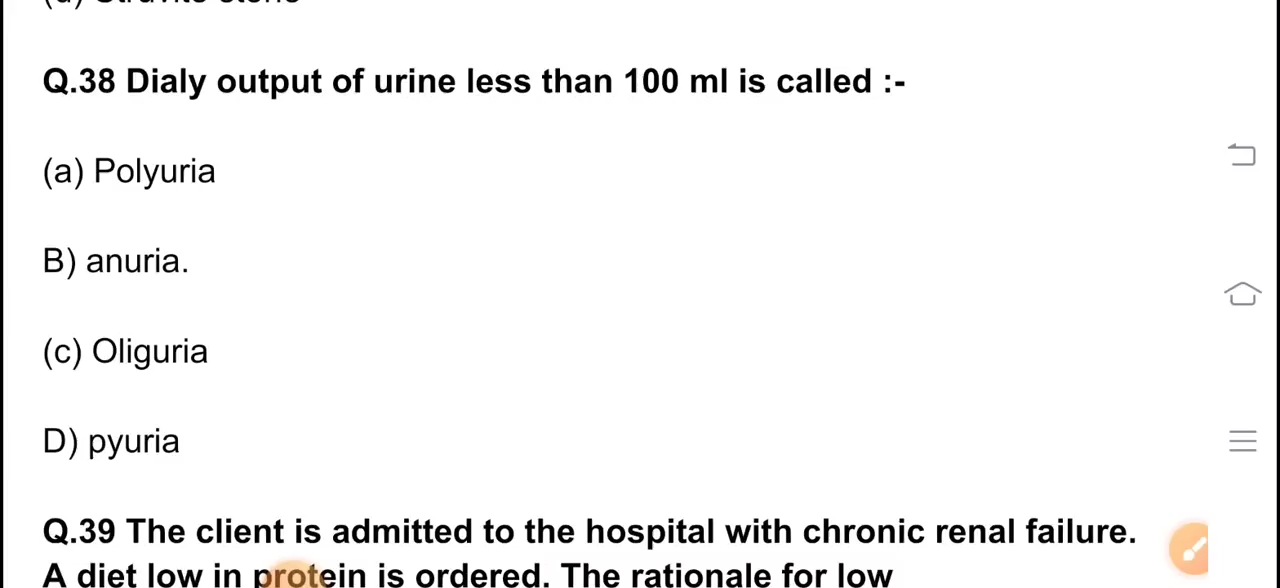 Q.38 Dialy output of urine less than 100 ml is called :-
(a) Polyuria
B) anuria.
(c) Oliguria
D) pyuria
Q.39 The client is admitted to the hospital with chronic renal failure.
A diet low in protein is ordered. The rationale for low